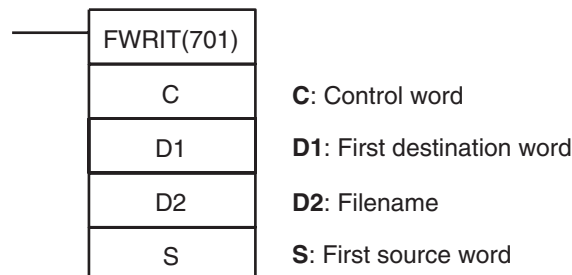 FWRIT(701)
C C: Control word
D1 D1: First destination word
D2 D2: Filename
S S: First source word